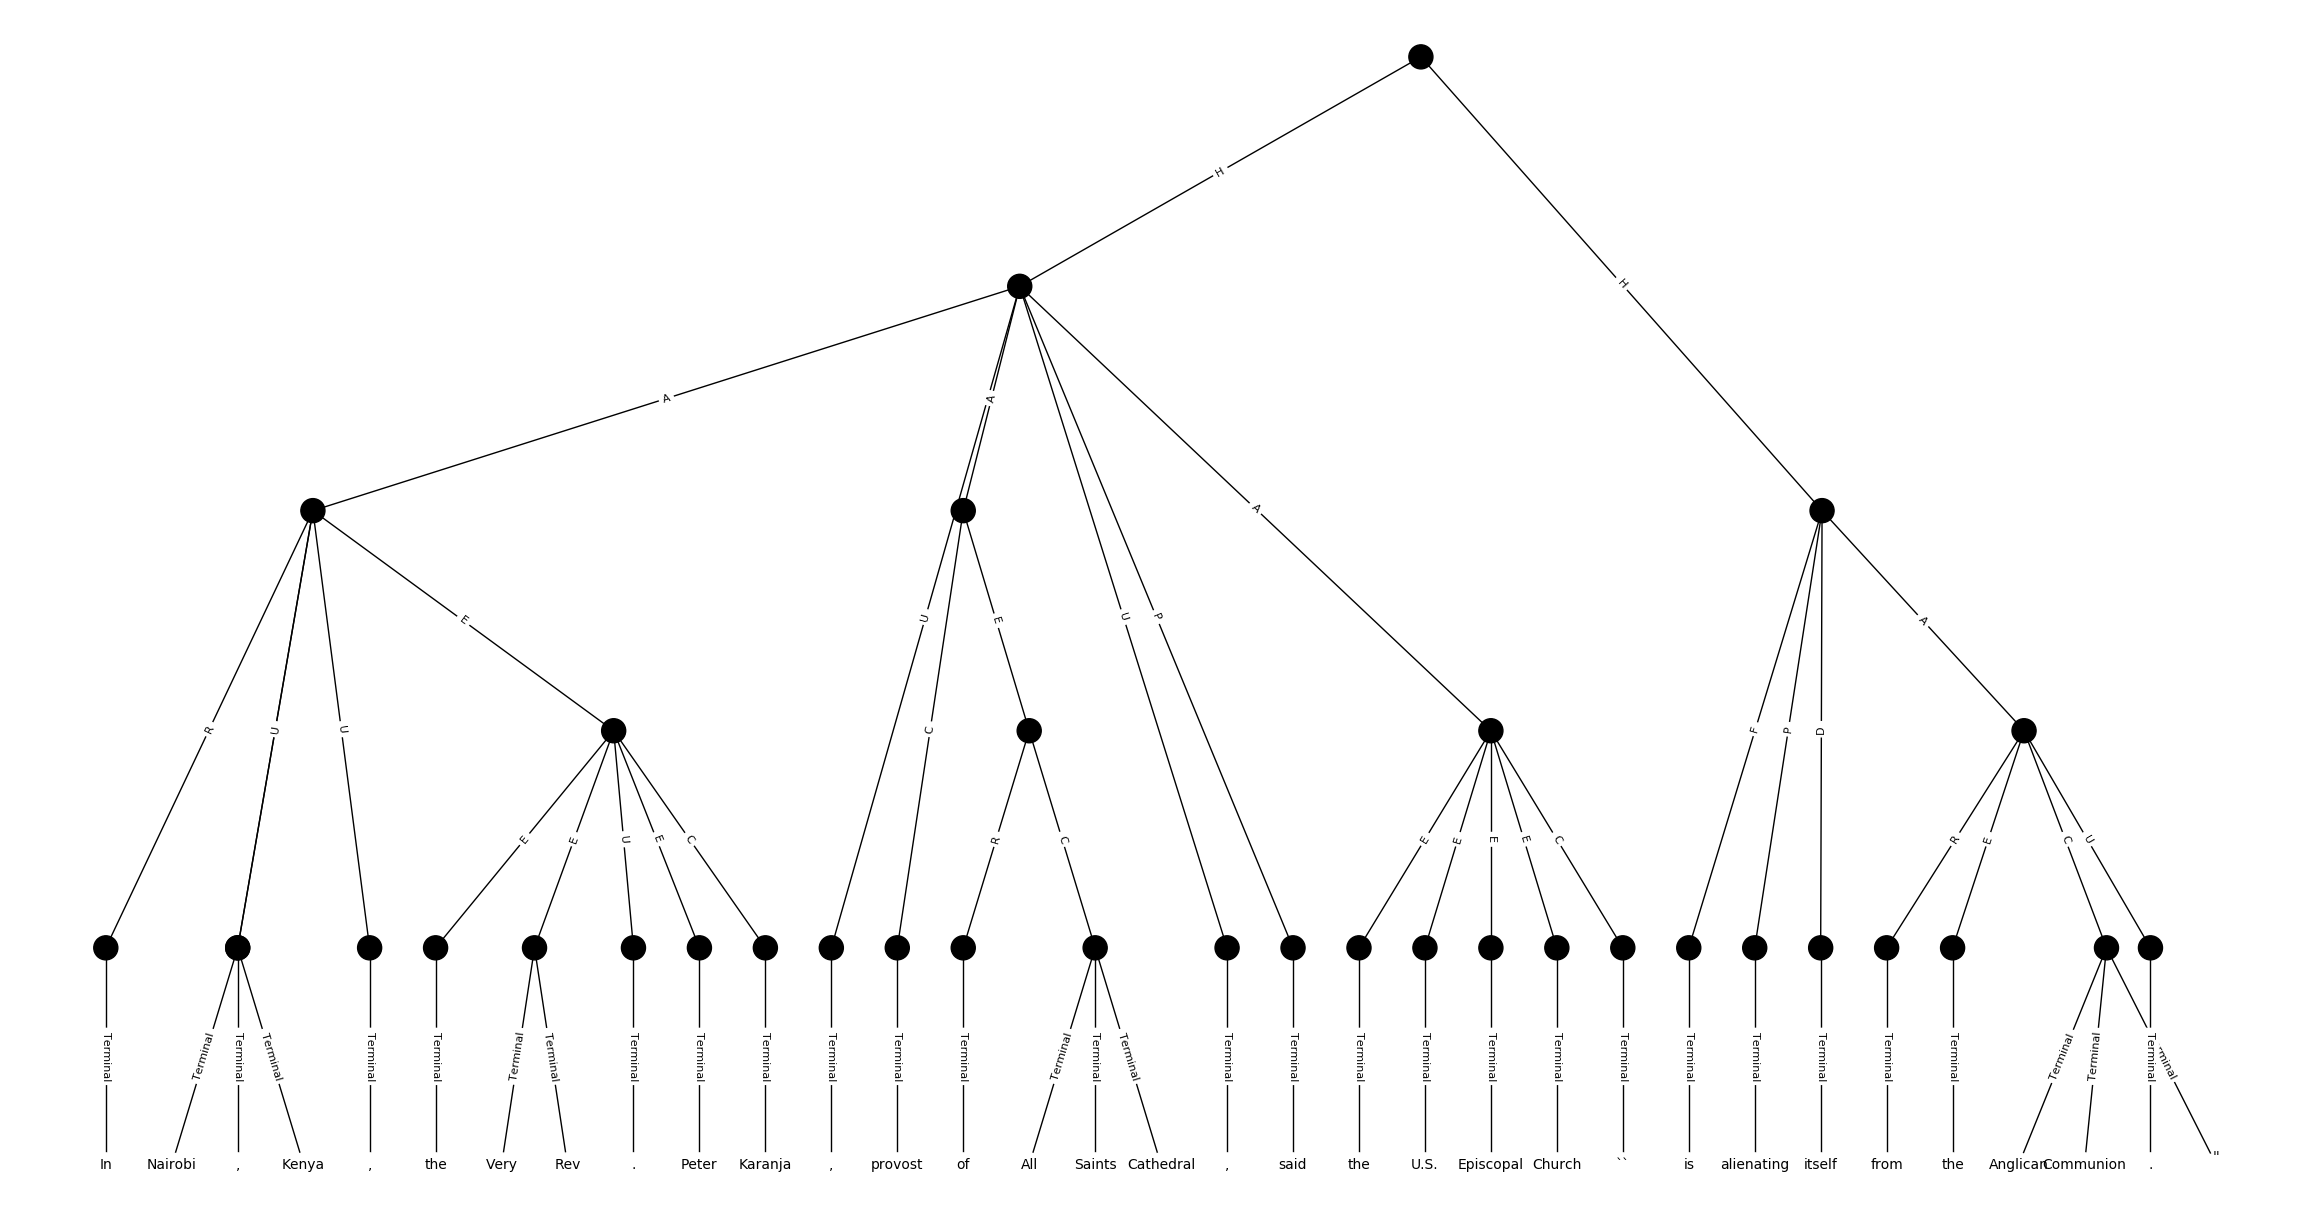 H
H
A
A
A
U
E
U
P
E
A
R
U
U
C
F
P
D
E
E
U
E
C
R
C
E
E
E
E
C
R
E
C
U
Terminal Terminal Terminal Terminal Terminal Terminal Terminal Terminal Terminal Terminal Terminal Terminal Terminal Terminal Terminal Terminal Terminal Terminal Terminal Terminal Terminal Terminal Terminal Terminal Terminal Terminal Terminal Terminal Terminal Terminal Terminal Terminal minal
In Nairobi , Kenya , the Very Rev . Peter Karanja , provost of All Saints Cathedral , said the U.S. Episcopal Church `` is alienating itself from the Anglican Communion . "